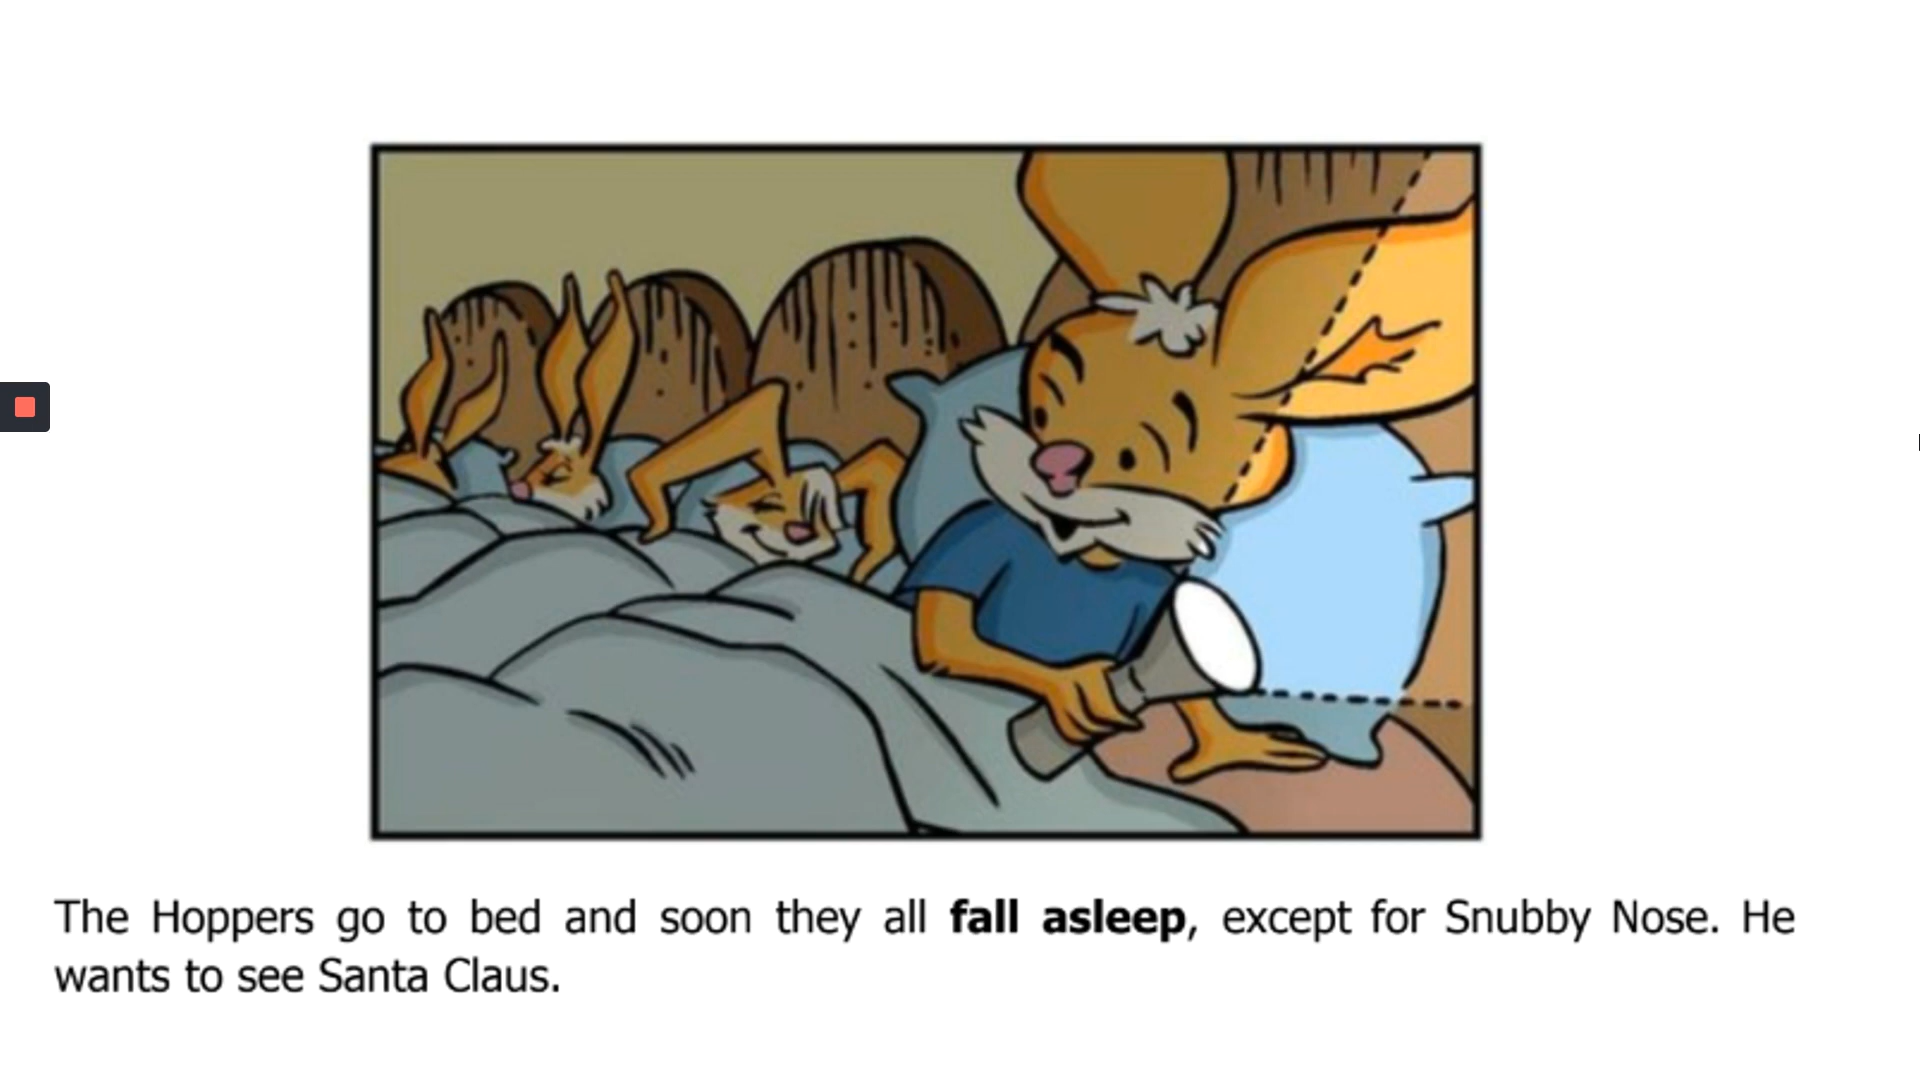 The Hoppers go to bed and soon they all fall asleep, except for Snubby Nose. He
wants to see Santa Claus.